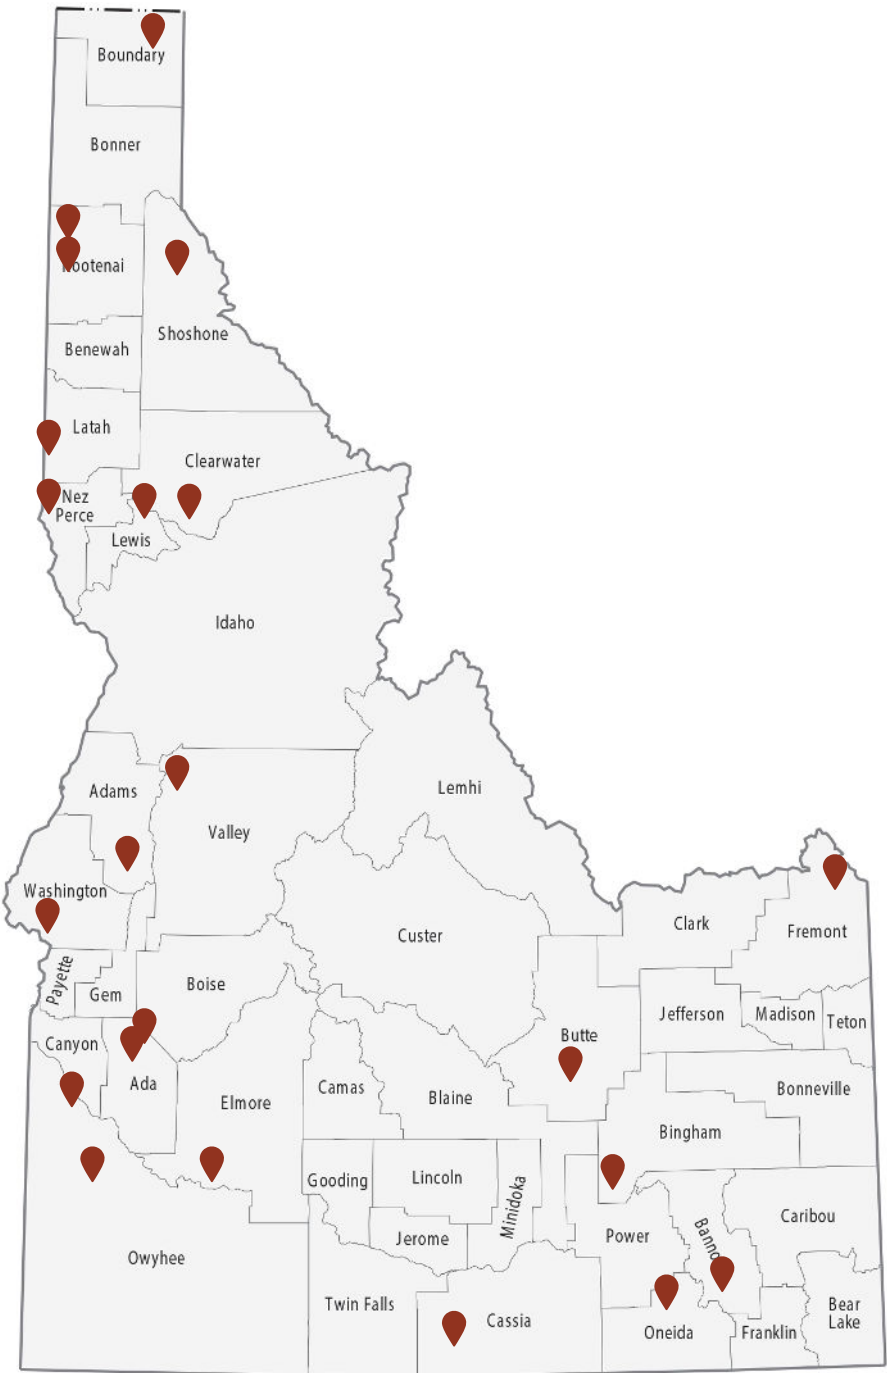 Boundary
Bonner
ootenai
Shoshone
Benewah
Latah
Clearwater
Nez
Perce
Lewis
Idaho
Adams
Lemhi
Valley
Washington
Clark
Custer
Fremont
Payette
Boise
Gem
Jefferson
Madison
Teton
Butte
Canyon
Ada
Camas
Blaine
Bonneville
Elmore
Bingham
Gooding
Lincoln
Minidoka
Caribou
Jerome
Power
Banno
Owyhee
Twin Falls
Cassia
Oneida
Franklin
Bear
Lake